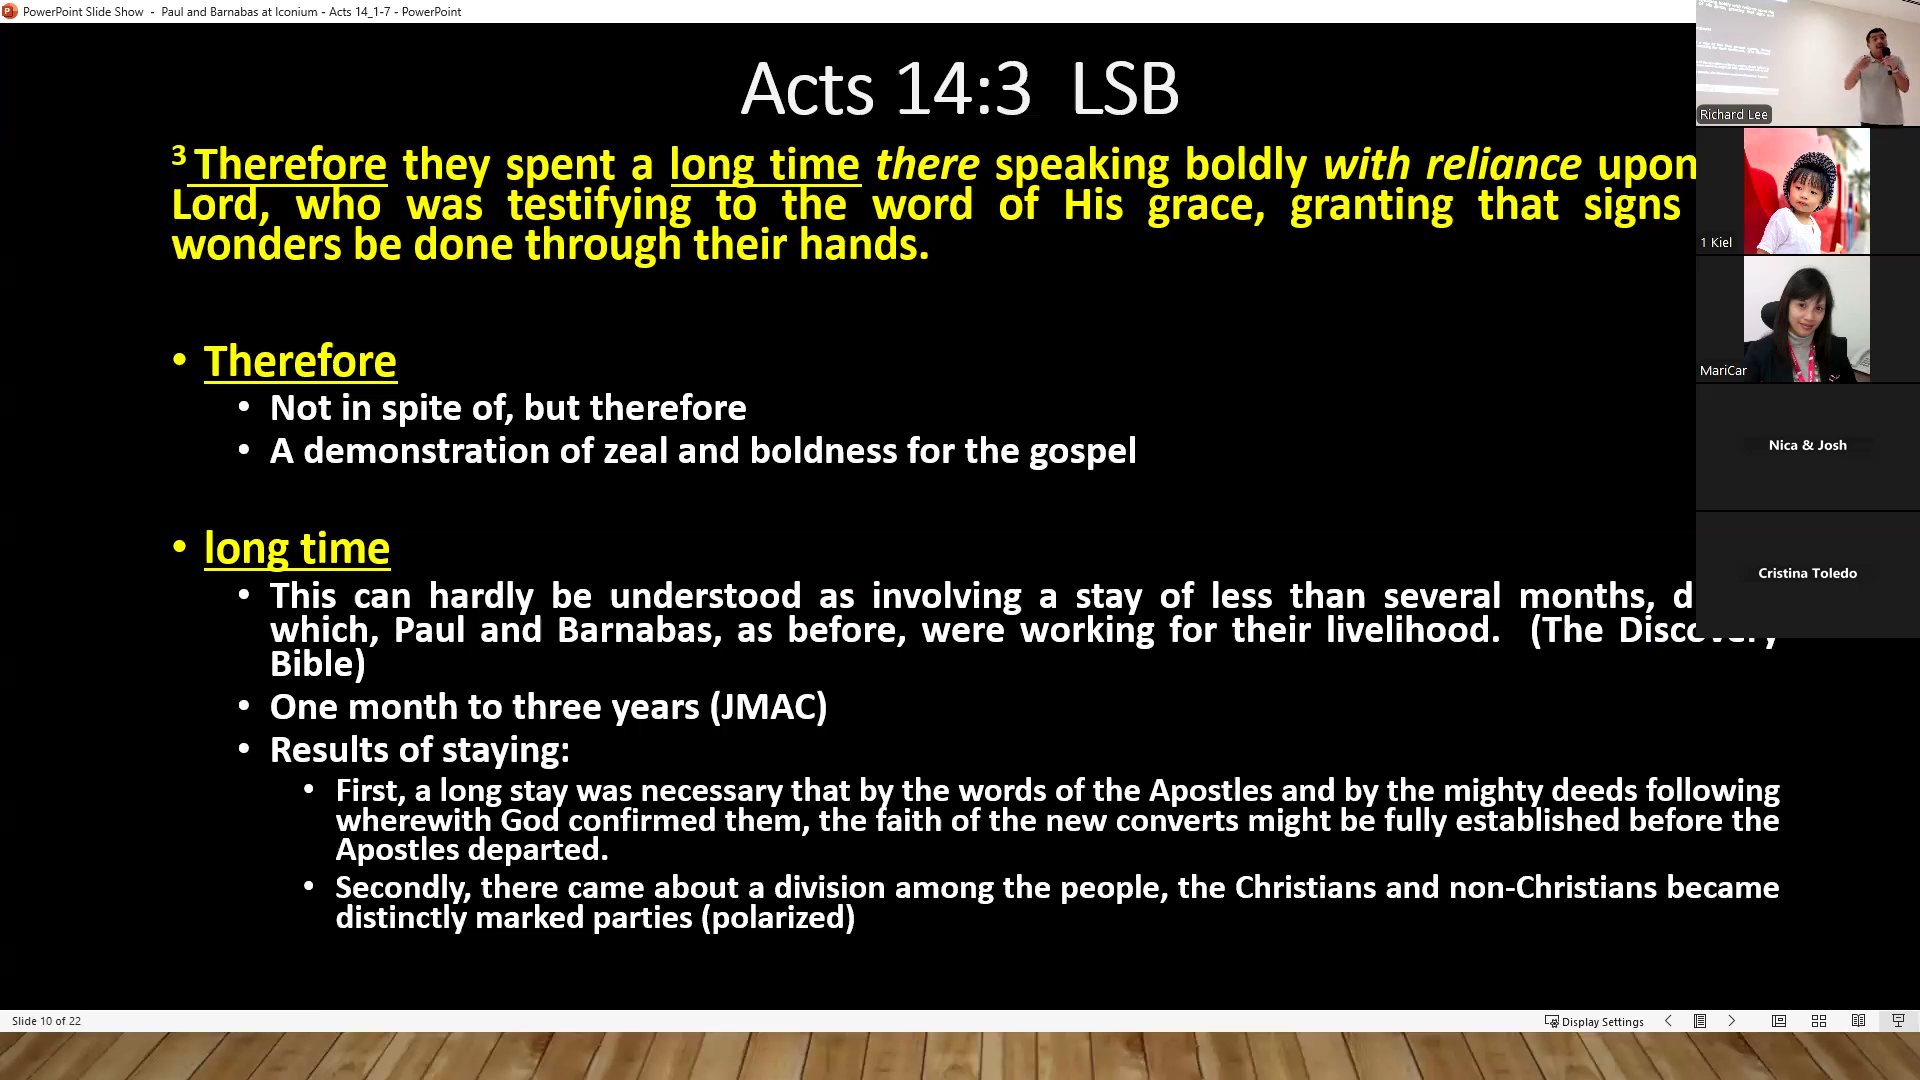 PowerPoint Slide Show - Paul and Barnabas at Iconium - Acts 14_1-7 - PowerPoint
Acts 14:3 LSB
3 Therefore they spent a long time there speaking boldly with reliance upon
Lord, who was testifying to the word of His grace, granting that signs
wonders be done through their hands.
• Therefore
• Not in spite of, but therefore
• A demonstration of zeal and boldness for the gospel
• long time
• This can hardly be understood as involving a stay of less than several months,
which, Paul and Barnabas, as before, were working for their livelihood. (The Discovery
Bible)
• One month to three years (JMAC)
• Results of staying:
• First, a long stay was necessary that by the words of the Apostles and by the mighty deeds following
wherewith God confirmed them, the faith of the new converts might be fully established before the
Apostles departed.
• Secondly, there came about a division among the people, the Christians and non-Christians became
distinctly marked parties (polarized)
Richard Lee
1 Kiel
MariCar
Nica & Josh
Cristina Toledo
Slide 10 of 22
Display Settings